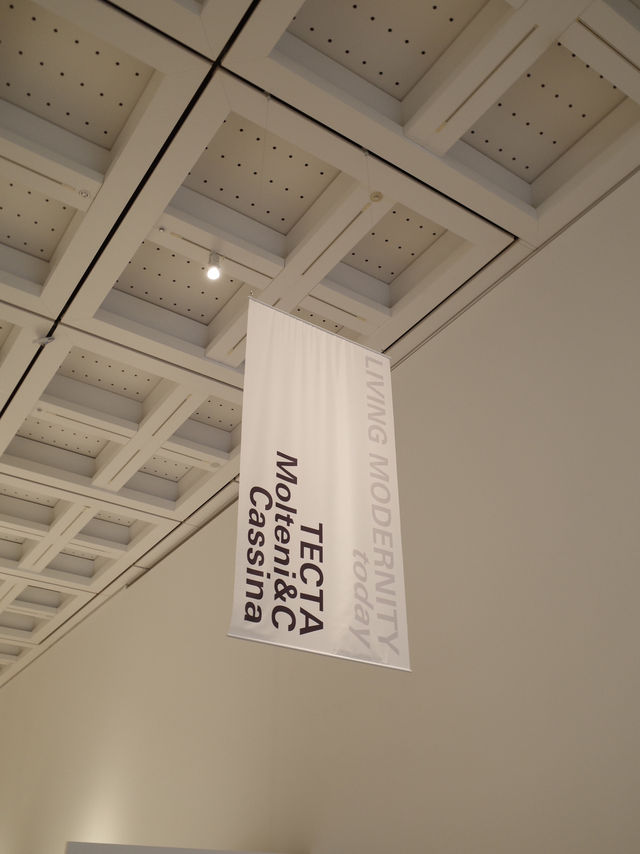 LIVING MODERNITY
today
TECTA
Molteni&C
Cassina